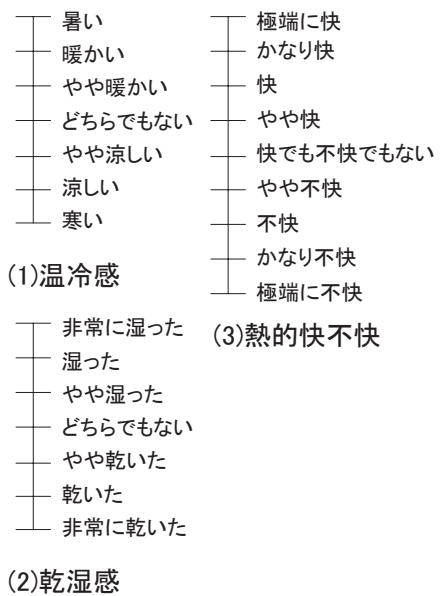 暑い
暖かい
やや暖かい
どちらでもない
やや涼しい
涼しい
寒い
(1)温冷感
非常に湿った
湿った
やや湿った
どちらでもない
やや乾いた
乾いた
非常に乾いた
(2)乾湿感
極端に快
かなり快
快
やや快
快でも不快でもない
やや不快
不快
かなり不快
極端に不快
(3)熱的快不快